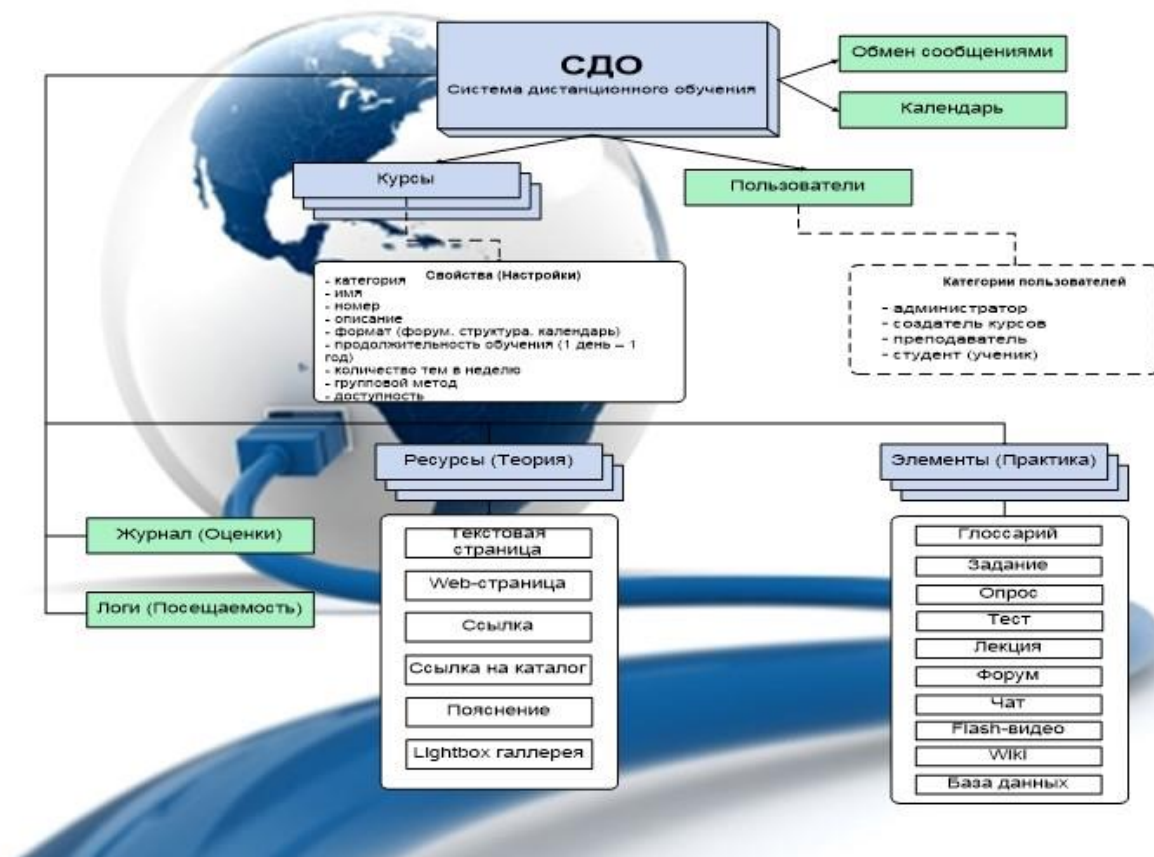 СДО
Система дистанционного обучения
Обмен сообщениями
Календарь
Курсы
Пользователи
Свойства (Настройки)
- категория
- имя
- номер
- описание
- формат (форум, структура, календарь)
- продолжительность обучения (1 день – 1
год)
- количество тем в неделю
- групповой метод
- доступность
Категории пользователей
- администратор
- создатель курсов
- преподаватель
- студент (ученик)
Ресурсы (Теория)
Элементы (Практика)
Журнал (Оценки)
Логи (Посещаемость)
Текстовая
страница
Web-страница
Ссылка
Ссылка на каталог
Пояснение
Lightbox галлерея
Глоссарий
Задание
Опрос
Тест
Лекция
Форум
Чат
Flash-видео
Wiki
База данных